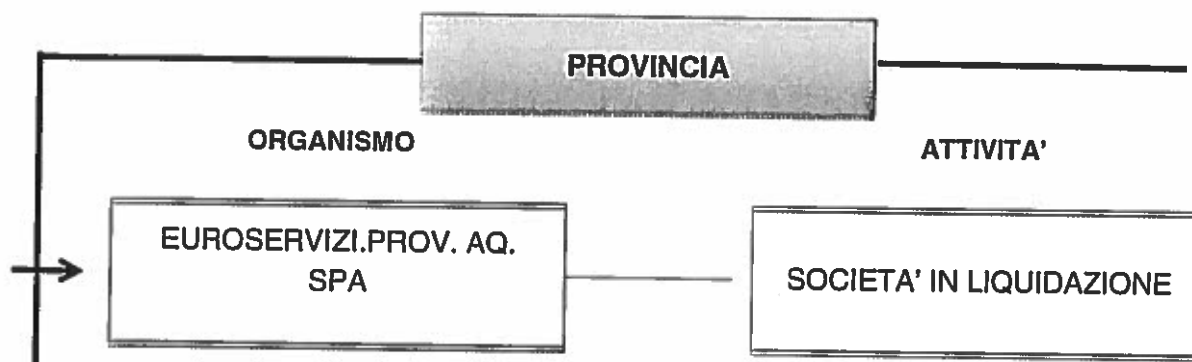 PROVINCIA
ORGANISMO
ATTIVITA'
EUROSERVIZI.PROV. AQ.
SPA
SOCIETA' IN LIQUIDAZIONE